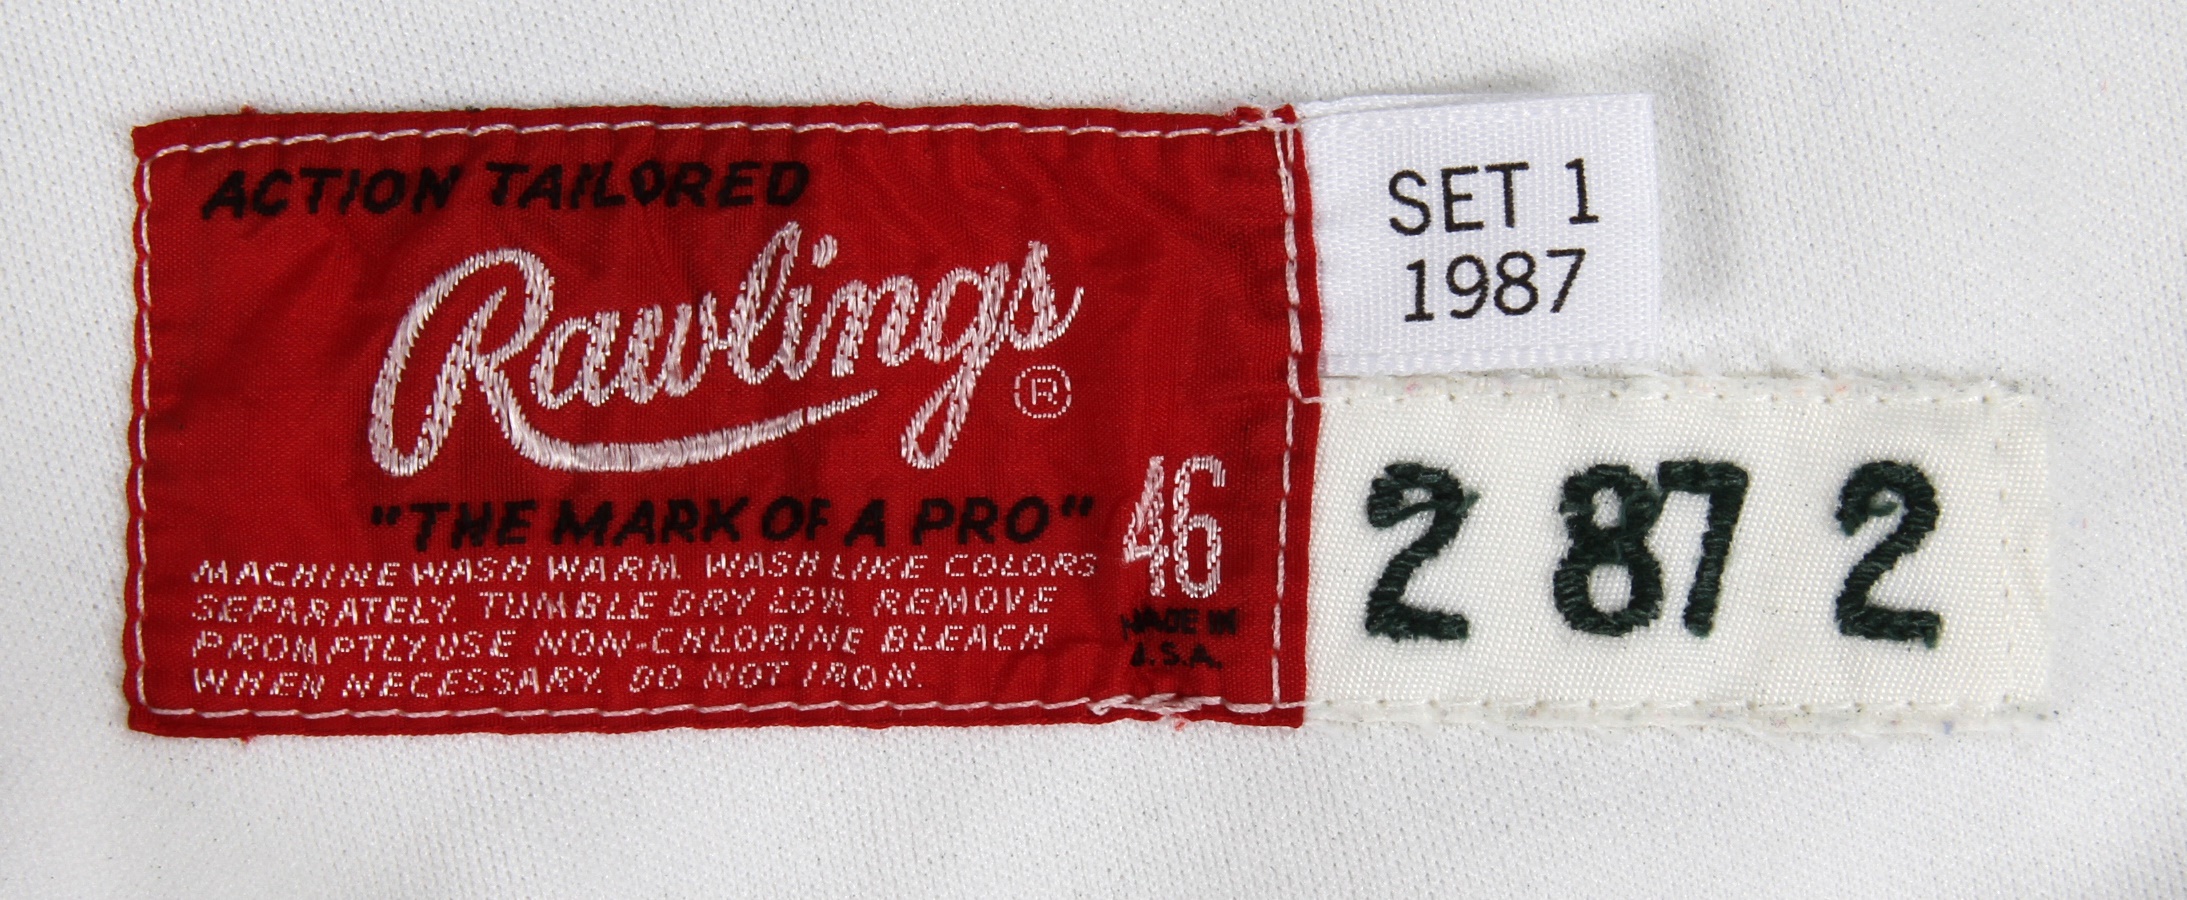 ACTION TAILORED
Rawlings®
"THE MARK OF A PRO"
46
MACHINE WASH WARM. WASH LIKE COLORS
SEPARATELY. TUMBLE DRY LOW. REMOVE
PROMPTLY.USE NON-CHLORINE BLEACH
WHEN NECESSARY. DO NOT IRON.
MADE IN
U.S.A.
SET 1
1987
2 87 2